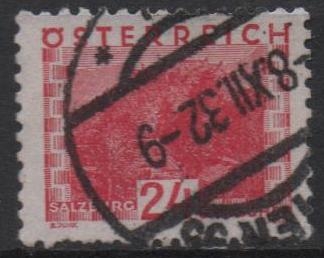 ÖSTERREICH
-8.XII.32-9
SALZBURG
24